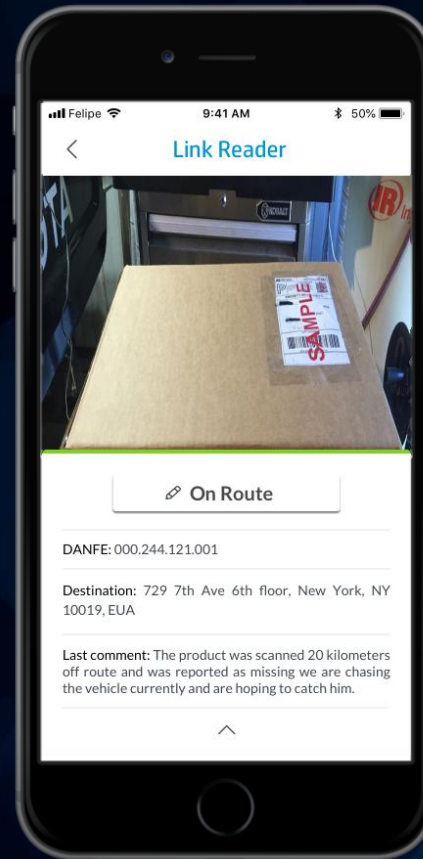 Felipe 9:41 AM 50%
Link Reader
KOBALT
IR
SAMPLE
On Route
DANFE: 000.244.121.001
Destination: 729 7th Ave 6th floor, New York, NY
10019, EUA
Last comment: The product was scanned 20 kilometers
off route and was reported as missing we are chasing
the vehicle currently and are hoping to catch him.